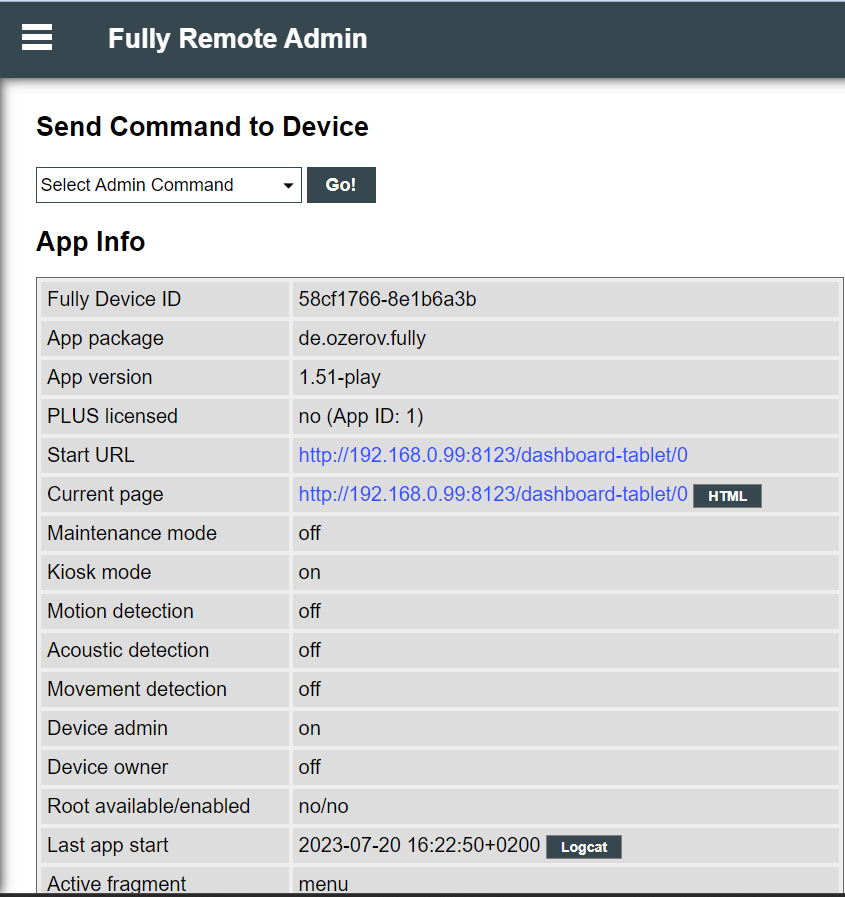 Fully Remote Admin
Send Command to Device
Select Admin Command Go!
App Info
Fully Device ID 58cf1766-8e1b6a3b
App package de.ozerov.fully
App version 1.51-play
PLUS licensed no (App ID: 1)
Start URL http://192.168.0.99:8123/dashboard-tablet/0
Current page http://192.168.0.99:8123/dashboard-tablet/0 HTML
Maintenance mode off
Kiosk mode on
Motion detection off
Acoustic detection off
Movement detection off
Device admin on
Device owner off
Root available/enabled no/no
Last app start 2023-07-20 16:22:50+0200 Logcat
Active fragment menu